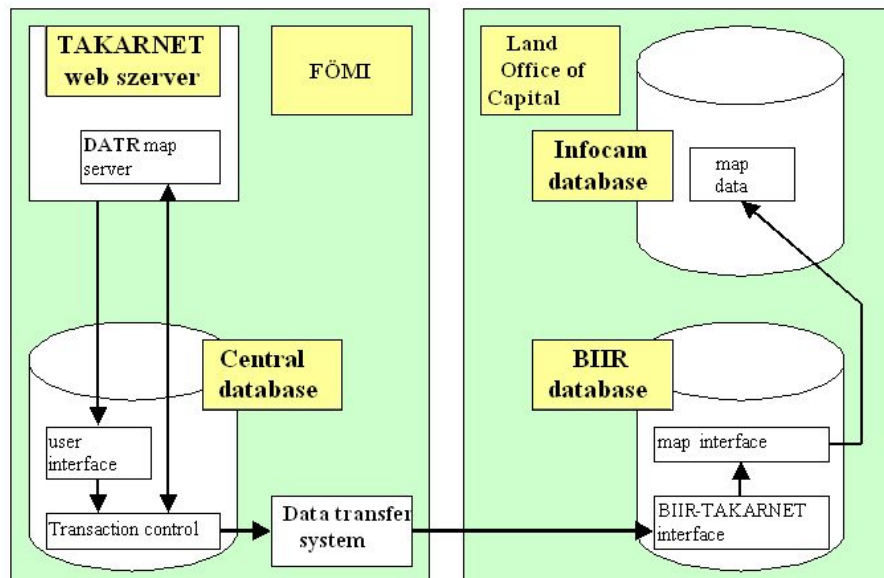 TAKARNET
web szerver
FÖMI
DATR map
server
Central
database
user
interface
Transaction control
Data transfer
system
Land
Office of
Capital
Infocam
database
map
data
BIIR
database
map interface
BIIR-TAKARNET
interface